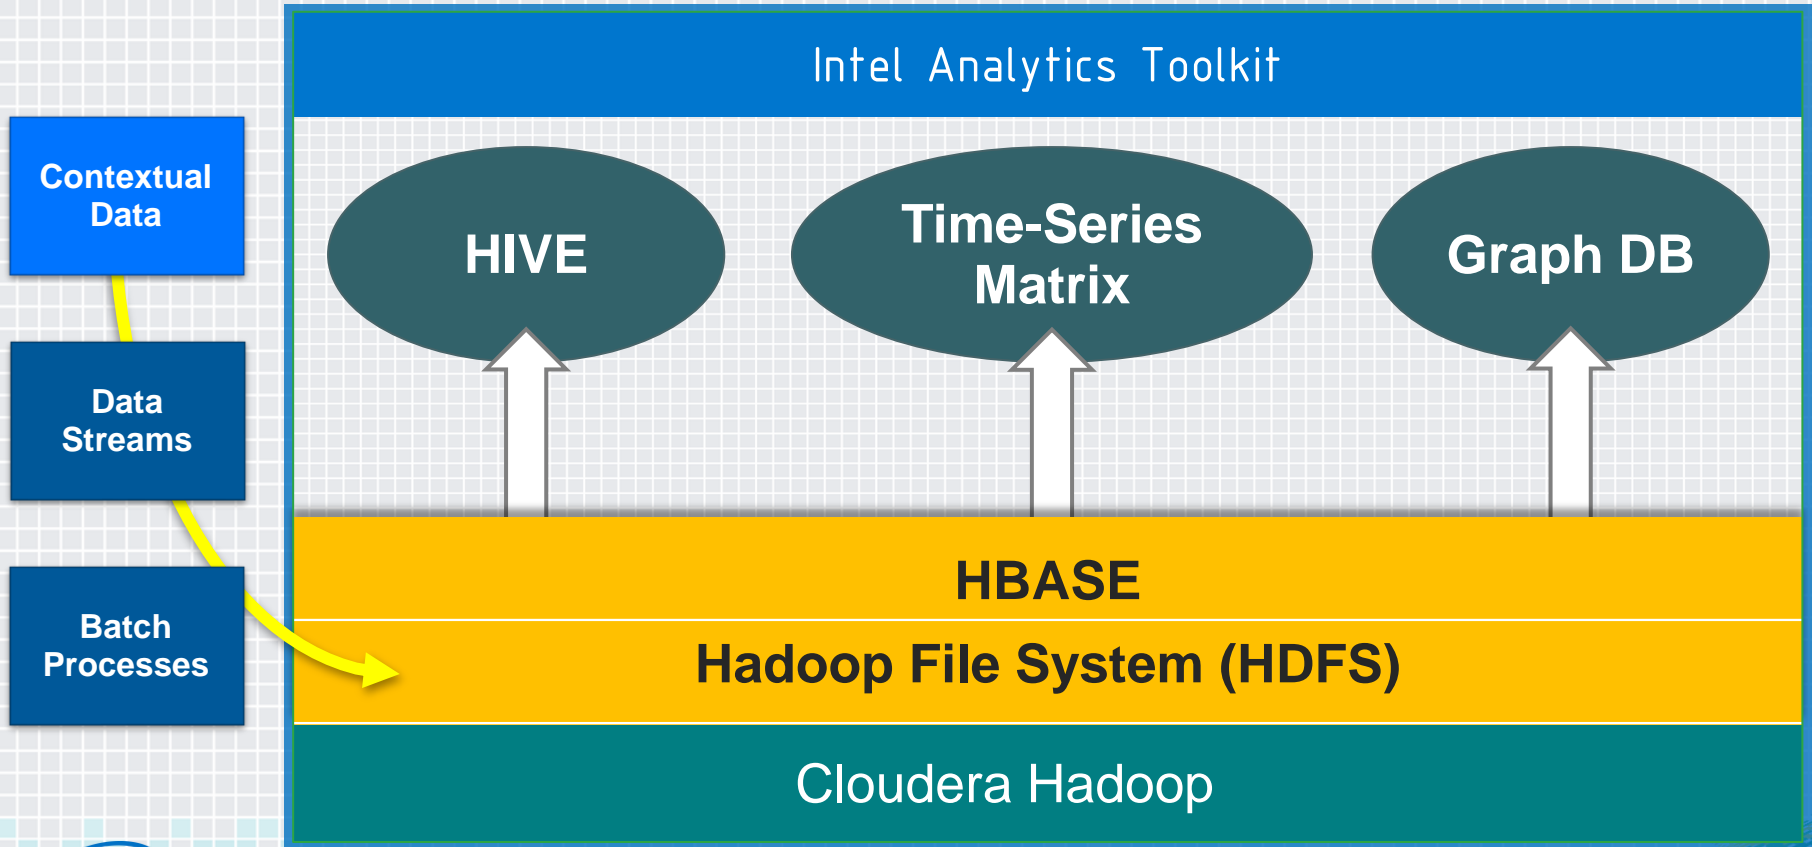 Intel Analytics Toolkit
Contextual
Data
Data
Streams
Batch
Processes
HIVE
Time-Series
Matrix
Graph DB
HBASE
Hadoop File System (HDFS)
Cloudera Hadoop